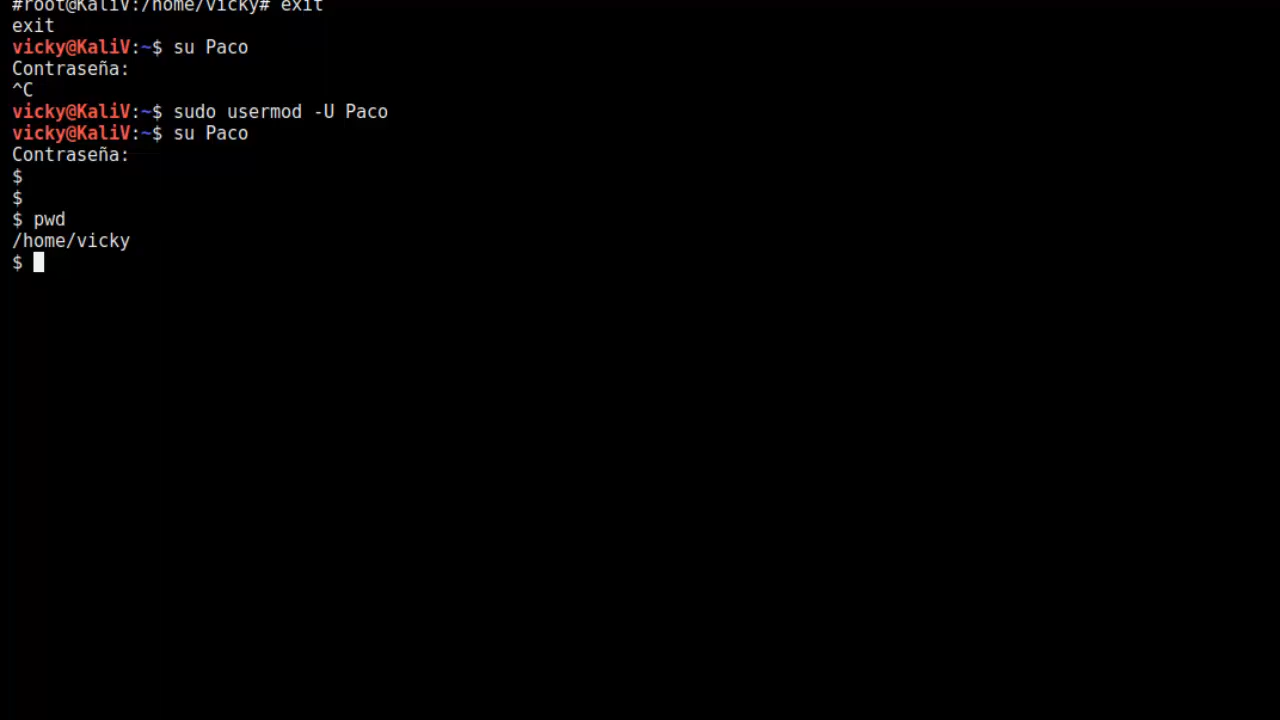 #root@KaliV:/home/vicky# exit
exit
vicky@KaliV:~$ su Paco
Contraseña:
^C
vicky@KaliV:~$ sudo usermod -U Paco
vicky@KaliV:~$ su Paco
Contraseña:
$
$
$ pwd
/home/vicky
$